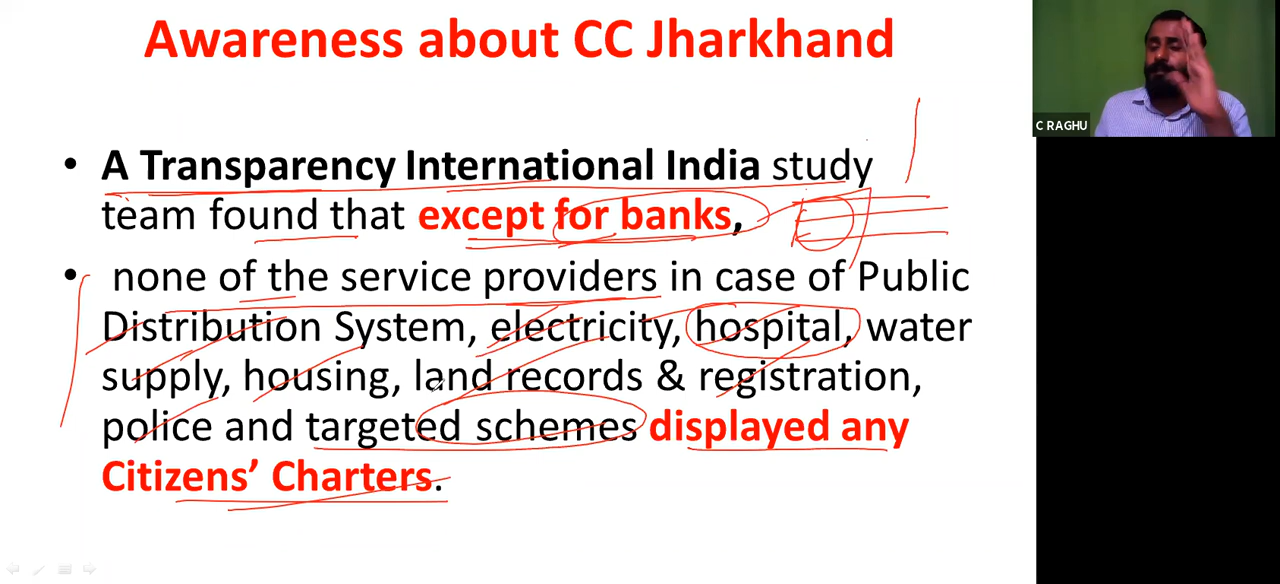 Awareness about CC Jharkhand
C RAGHU
• A Transparency International India study
team found that except for banks,
• none of the service providers in case of Public
Distribution System, electricity, hospital, water
supply, housing, land records & registration,
police and targeted schemes displayed any
Citizens’ Charters.